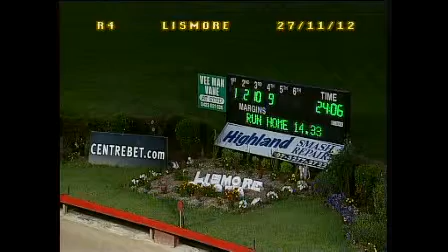 R4 LISMORE 27/11/12
VEE MAN
VANE
1ST 2ND 3RD 4TH 5TH 6TH
1 2 10 9
TIME
24:06
MARGINS
RUN HOME 14.33
Highland SMASH
REPAIRS
CENTREBET.com
LISMORE